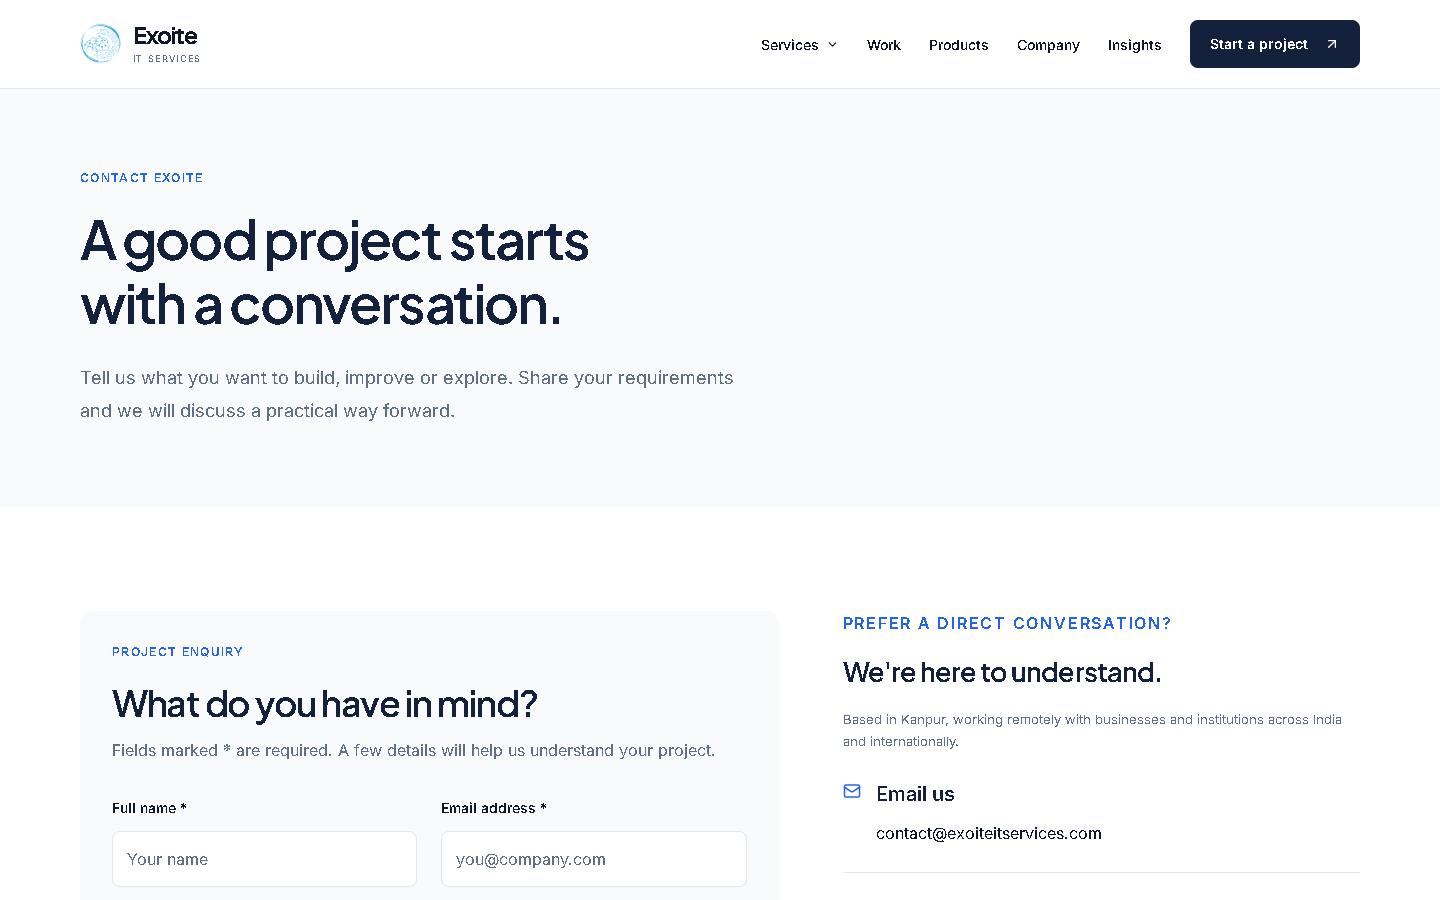 Exoite
IT SERVICES
Services
Work
Products
Company
Insights
Start a project
CONTACT EXOITE
A good project starts
with a conversation.
Tell us what you want to build, improve or explore. Share your requirements
and we will discuss a practical way forward.
PROJECT ENQUIRY
What do you have in mind?
Fields marked * are required. A few details will help us understand your project.
Full name *
Email address *
Your name
you@company.com
PREFER A DIRECT CONVERSATION?
We're here to understand.
Based in Kanpur, working remotely with businesses and institutions across India
and internationally.
Email us
contact@exoiteitservices.com